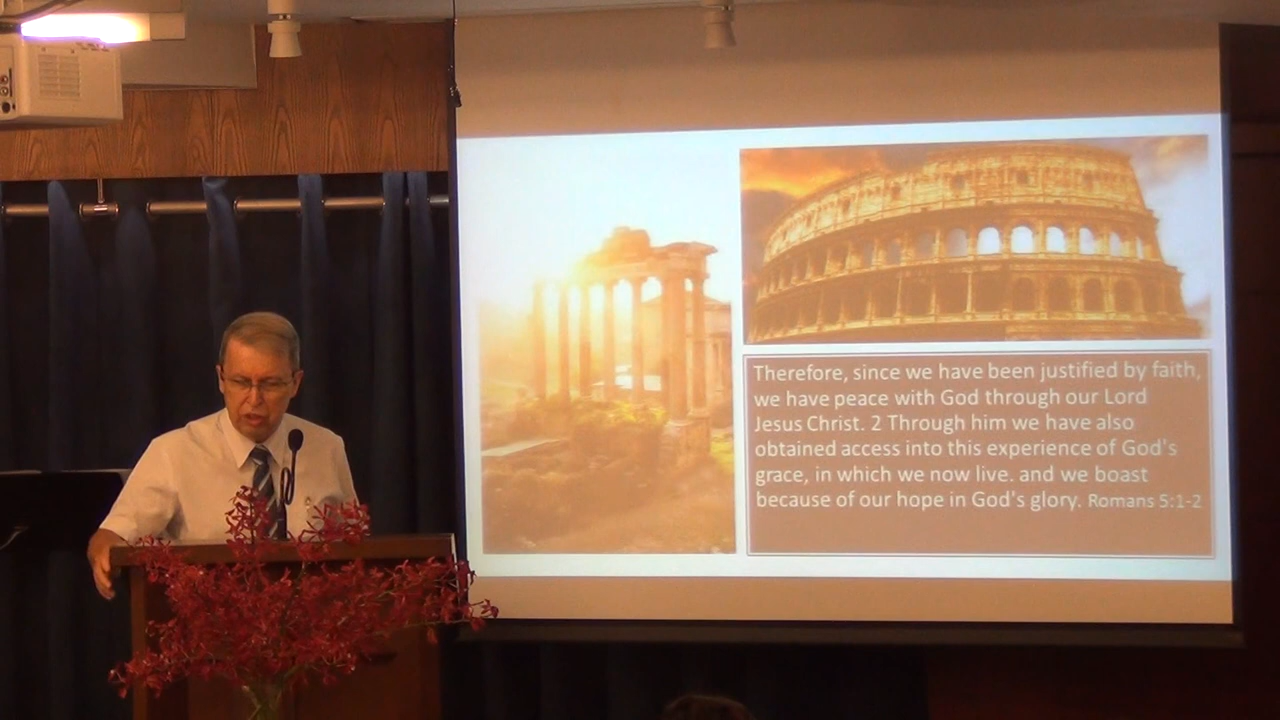 Therefore, since we have been justified by faith,
we have peace with God through our Lord
Jesus Christ. 2 Through him we have also
obtained access into this experience of God's
grace, in which we now live. and we boast
because of our hope in God's glory. Romans 5:1-2